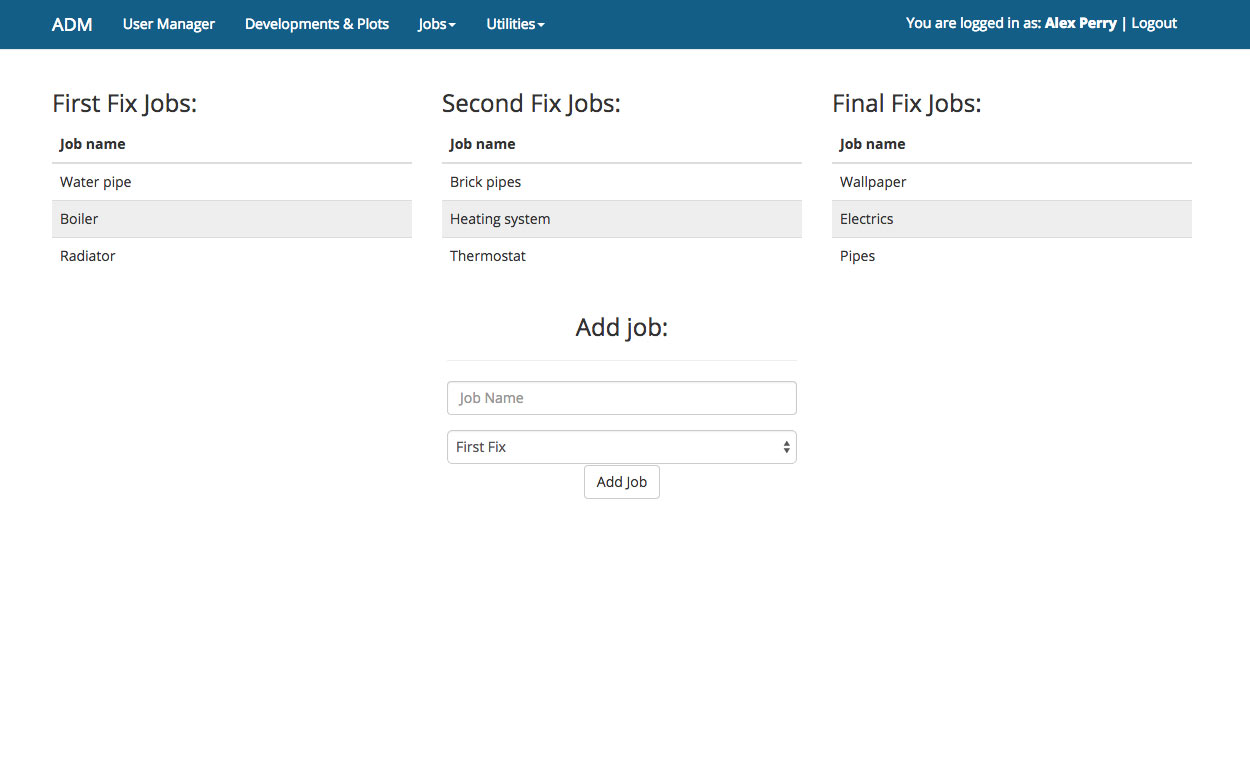 ADM User Manager Developments & Plots Jobs Utilities You are logged in as: Alex Perry | Logout
First Fix Jobs: Second Fix Jobs: Final Fix Jobs:
Job name Job name Job name
Water pipe Brick pipes Wallpaper
Boiler Heating system Electrics
Radiator Thermostat Pipes
Add job:
Job Name
First Fix
Add Job